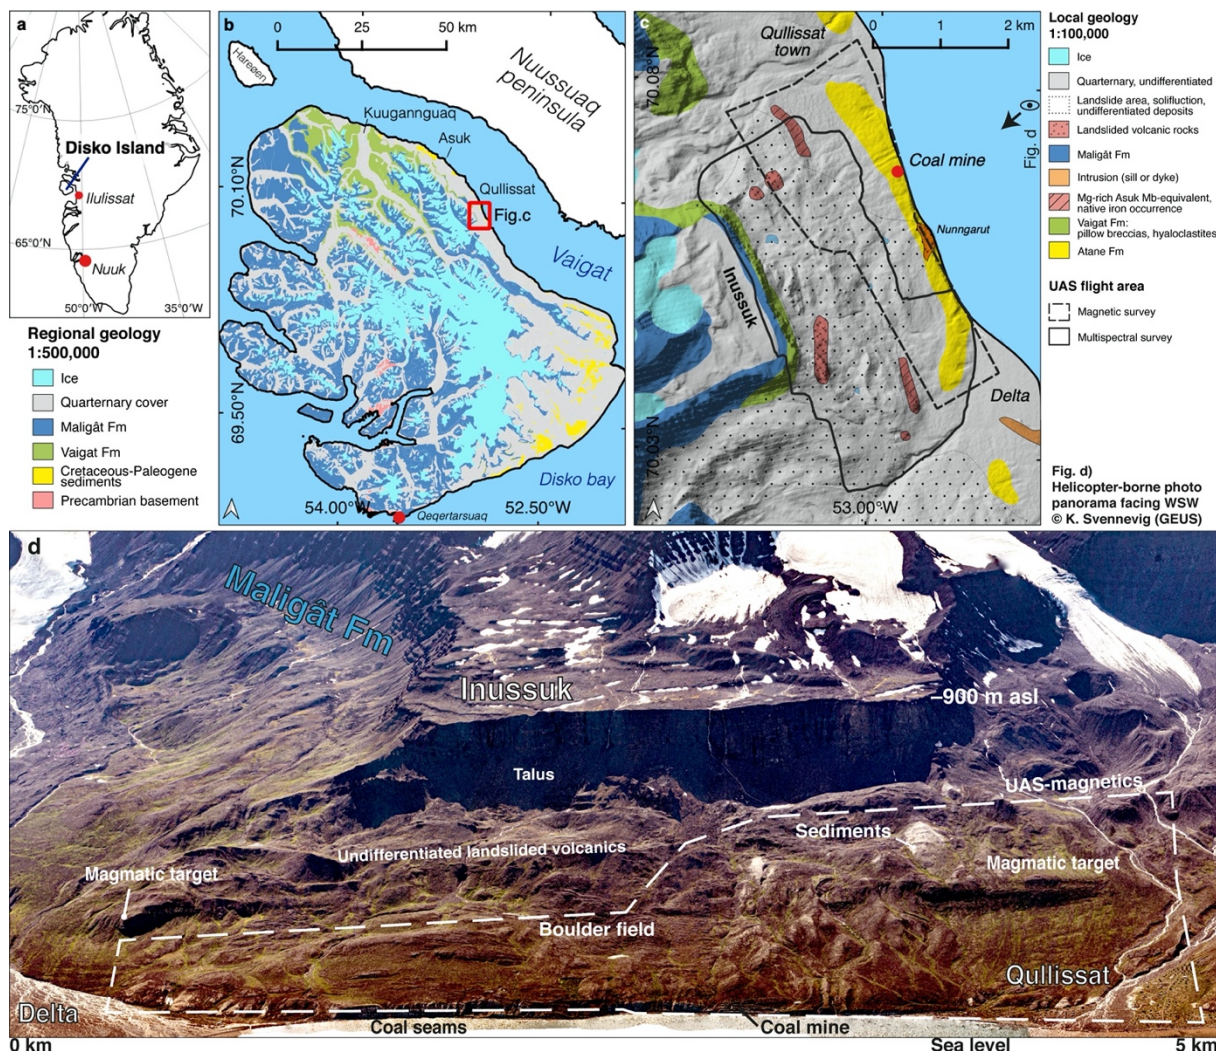 a
75°N
Disko Island
Ilulissat
65°N
Nuuk
50°W
35°W
Regional geology
1:500,000
Ice
Quarternary cover
Maligât Fm
Vaigat Fm
Cretaceous-Paleogene
sediments
Precambrian basement
b
0
25
50 km
Hareøen
Nuussuaq
peninsula
Kuugannguaq
Asuk
70.10°N
Qullissat
Fig.c
Vaigat
69.50°N
Disko bay
54.00°W
52.50°W
Qeqertarsuaq
c
0
1
2 km
Qullissat
town
70.08°N
Fig. d
Coal mine
Nunngarut
Inussuk
Delta
70.03°N
53.00°W
Local geology
1:100,000
Ice
Quarternary, undifferentiated
Landslide area, solifluction,
undifferentiated deposits
Landslided volcanic rocks
Maligât Fm
Intrusion (sill or dyke)
Mg-rich Asuk Mb-equivalent,
native iron occurrence
Vaigat Fm:
pillow breccias, hyaloclastites
Atane Fm
UAS flight area
Magnetic survey
Multispectral survey
Fig. d)
Helicopter-borne photo
panorama facing WSW
© K. Svennevig (GEUS)
d
Maligât Fm
Inussuk
~900 m asl
Talus
UAS-magnetics
Sediments
Undifferentiated landslided volcanics
Magmatic target
Magmatic target
Boulder field
Qullissat
Delta
Coal seams
Coal mine
0 km
Sea level
5 km